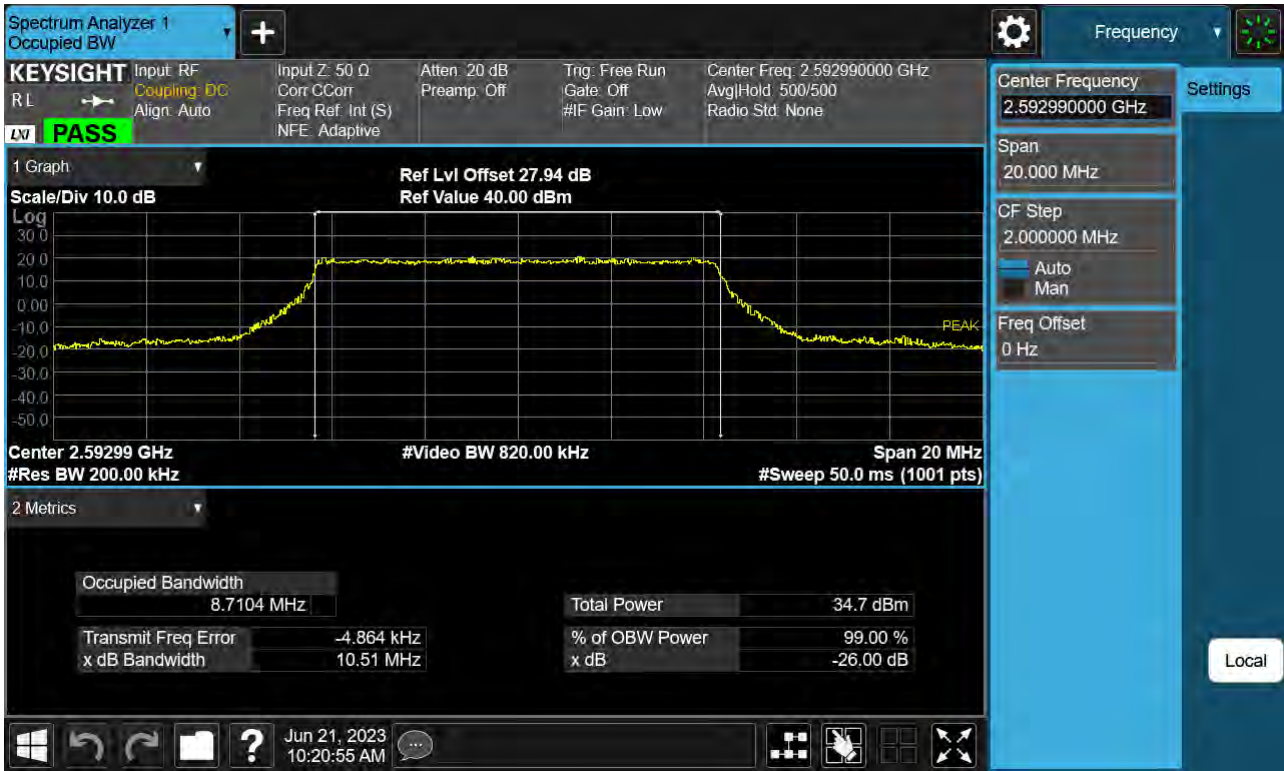 Spectrum Analyzer 1
Occupied BW
+
Frequency
KEYSIGHT
R L
LXI
PASS
Input: RF
Coupling: DC
Align: Auto
Input Z: 50 Ω
Corr CCorr
Freq Ref: Int (S)
NFE: Adaptive
Atten: 20 dB
Preamp: Off
Trig: Free Run
Gate: Off
#IF Gain: Low
Center Freq: 2.592990000 GHz
Avg|Hold: 500/500
Radio Std: None
Center Frequency
2.592990000 GHz
Settings
Span
20.000 MHz
CF Step
2.000000 MHz
Auto
Man
Freq Offset
0 Hz
Local
1 Graph
Scale/Div 10.0 dB
Ref Lvl Offset 27.94 dB
Ref Value 40.00 dBm
Log
30.0
20.0
10.0
0.00
-10.0
-20.0
-30.0
-40.0
-50.0
PEAK
Center 2.59299 GHz
#Video BW 820.00 kHz
Span 20 MHz
#Res BW 200.00 kHz
#Sweep 50.0 ms (1001 pts)
2 Metrics
Occupied Bandwidth
8.7104 MHz
Total Power 34.7 dBm
Transmit Freq Error -4.864 kHz
% of OBW Power 99.00 %
x dB Bandwidth 10.51 MHz
x dB -26.00 dB
?
Jun 21, 2023
10:20:55 AM